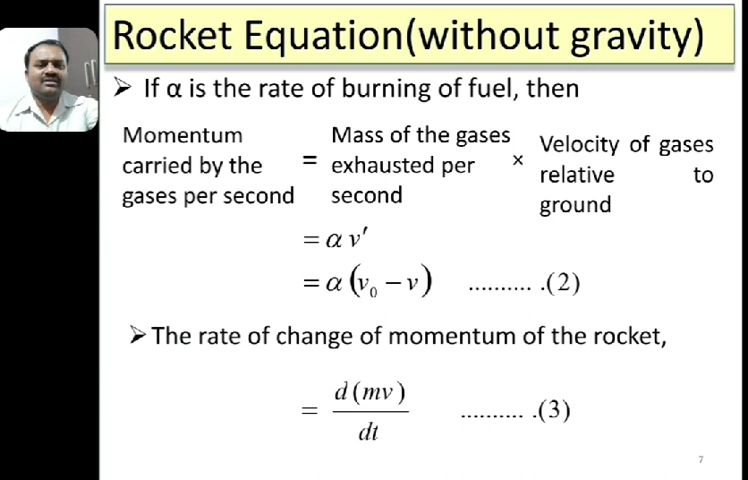 Rocket Equation(without gravity)
➢ If α is the rate of burning of fuel, then
Momentum carried by the gases per second = Mass of the gases exhausted per second × Velocity of gases relative to ground
= α v′
= α (v₀ − v) .......... .(2)
➢ The rate of change of momentum of the rocket,
= d(mv)/dt .......... .(3)
7